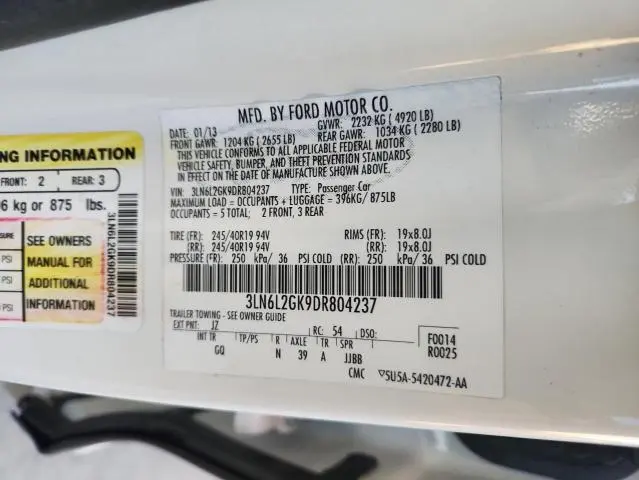 MFD. BY FORD MOTOR CO.
DATE: 01/13 GVWR: 2232 KG ( 4920 LB)
FRONT GAWR: 1204 KG ( 2655 LB) REAR GAWR: 1034 KG ( 2280 LB)
THIS VEHICLE CONFORMS TO ALL APPLICABLE FEDERAL MOTOR
VEHICLE SAFETY, BUMPER, AND THEFT PREVENTION STANDARDS
IN EFFECT ON THE DATE OF MANUFACTURE SHOWN ABOVE.
VIN: 3LN6L2GK9DR804237 TYPE: Passenger Car
MAXIMUM LOAD = OCCUPANTS + LUGGAGE = 396KG/ 875LB
OCCUPANTS = 5 TOTAL; 2 FRONT, 3 REAR
TIRE (FR): 245/40R19 94V RIMS (FR): 19x8.0J
(RR): 245/40R19 94V (RR): 19x8.0J
PRESSURE (FR): 250 kPa/ 36 PSI COLD (RR): 250 kPa/ 36 PSI COLD
3LN6L2GK9DR804237
TRAILER TOWING - SEE OWNER GUIDE
EXT PNT: JZ RC: 54 DSO:
INT TR TP/PS R AXLE TR SPR
GQ N 39 A JJBB
F0014
R0025
CMC 5U5A-5420472-AA
NG INFORMATION
FRONT: 2 REAR: 3
6 kg or 875 lbs.
SURE
PSI
PSI
SEE OWNERS
MANUAL FOR
ADDITIONAL
INFORMATION
3LN6L2GK9DR804237